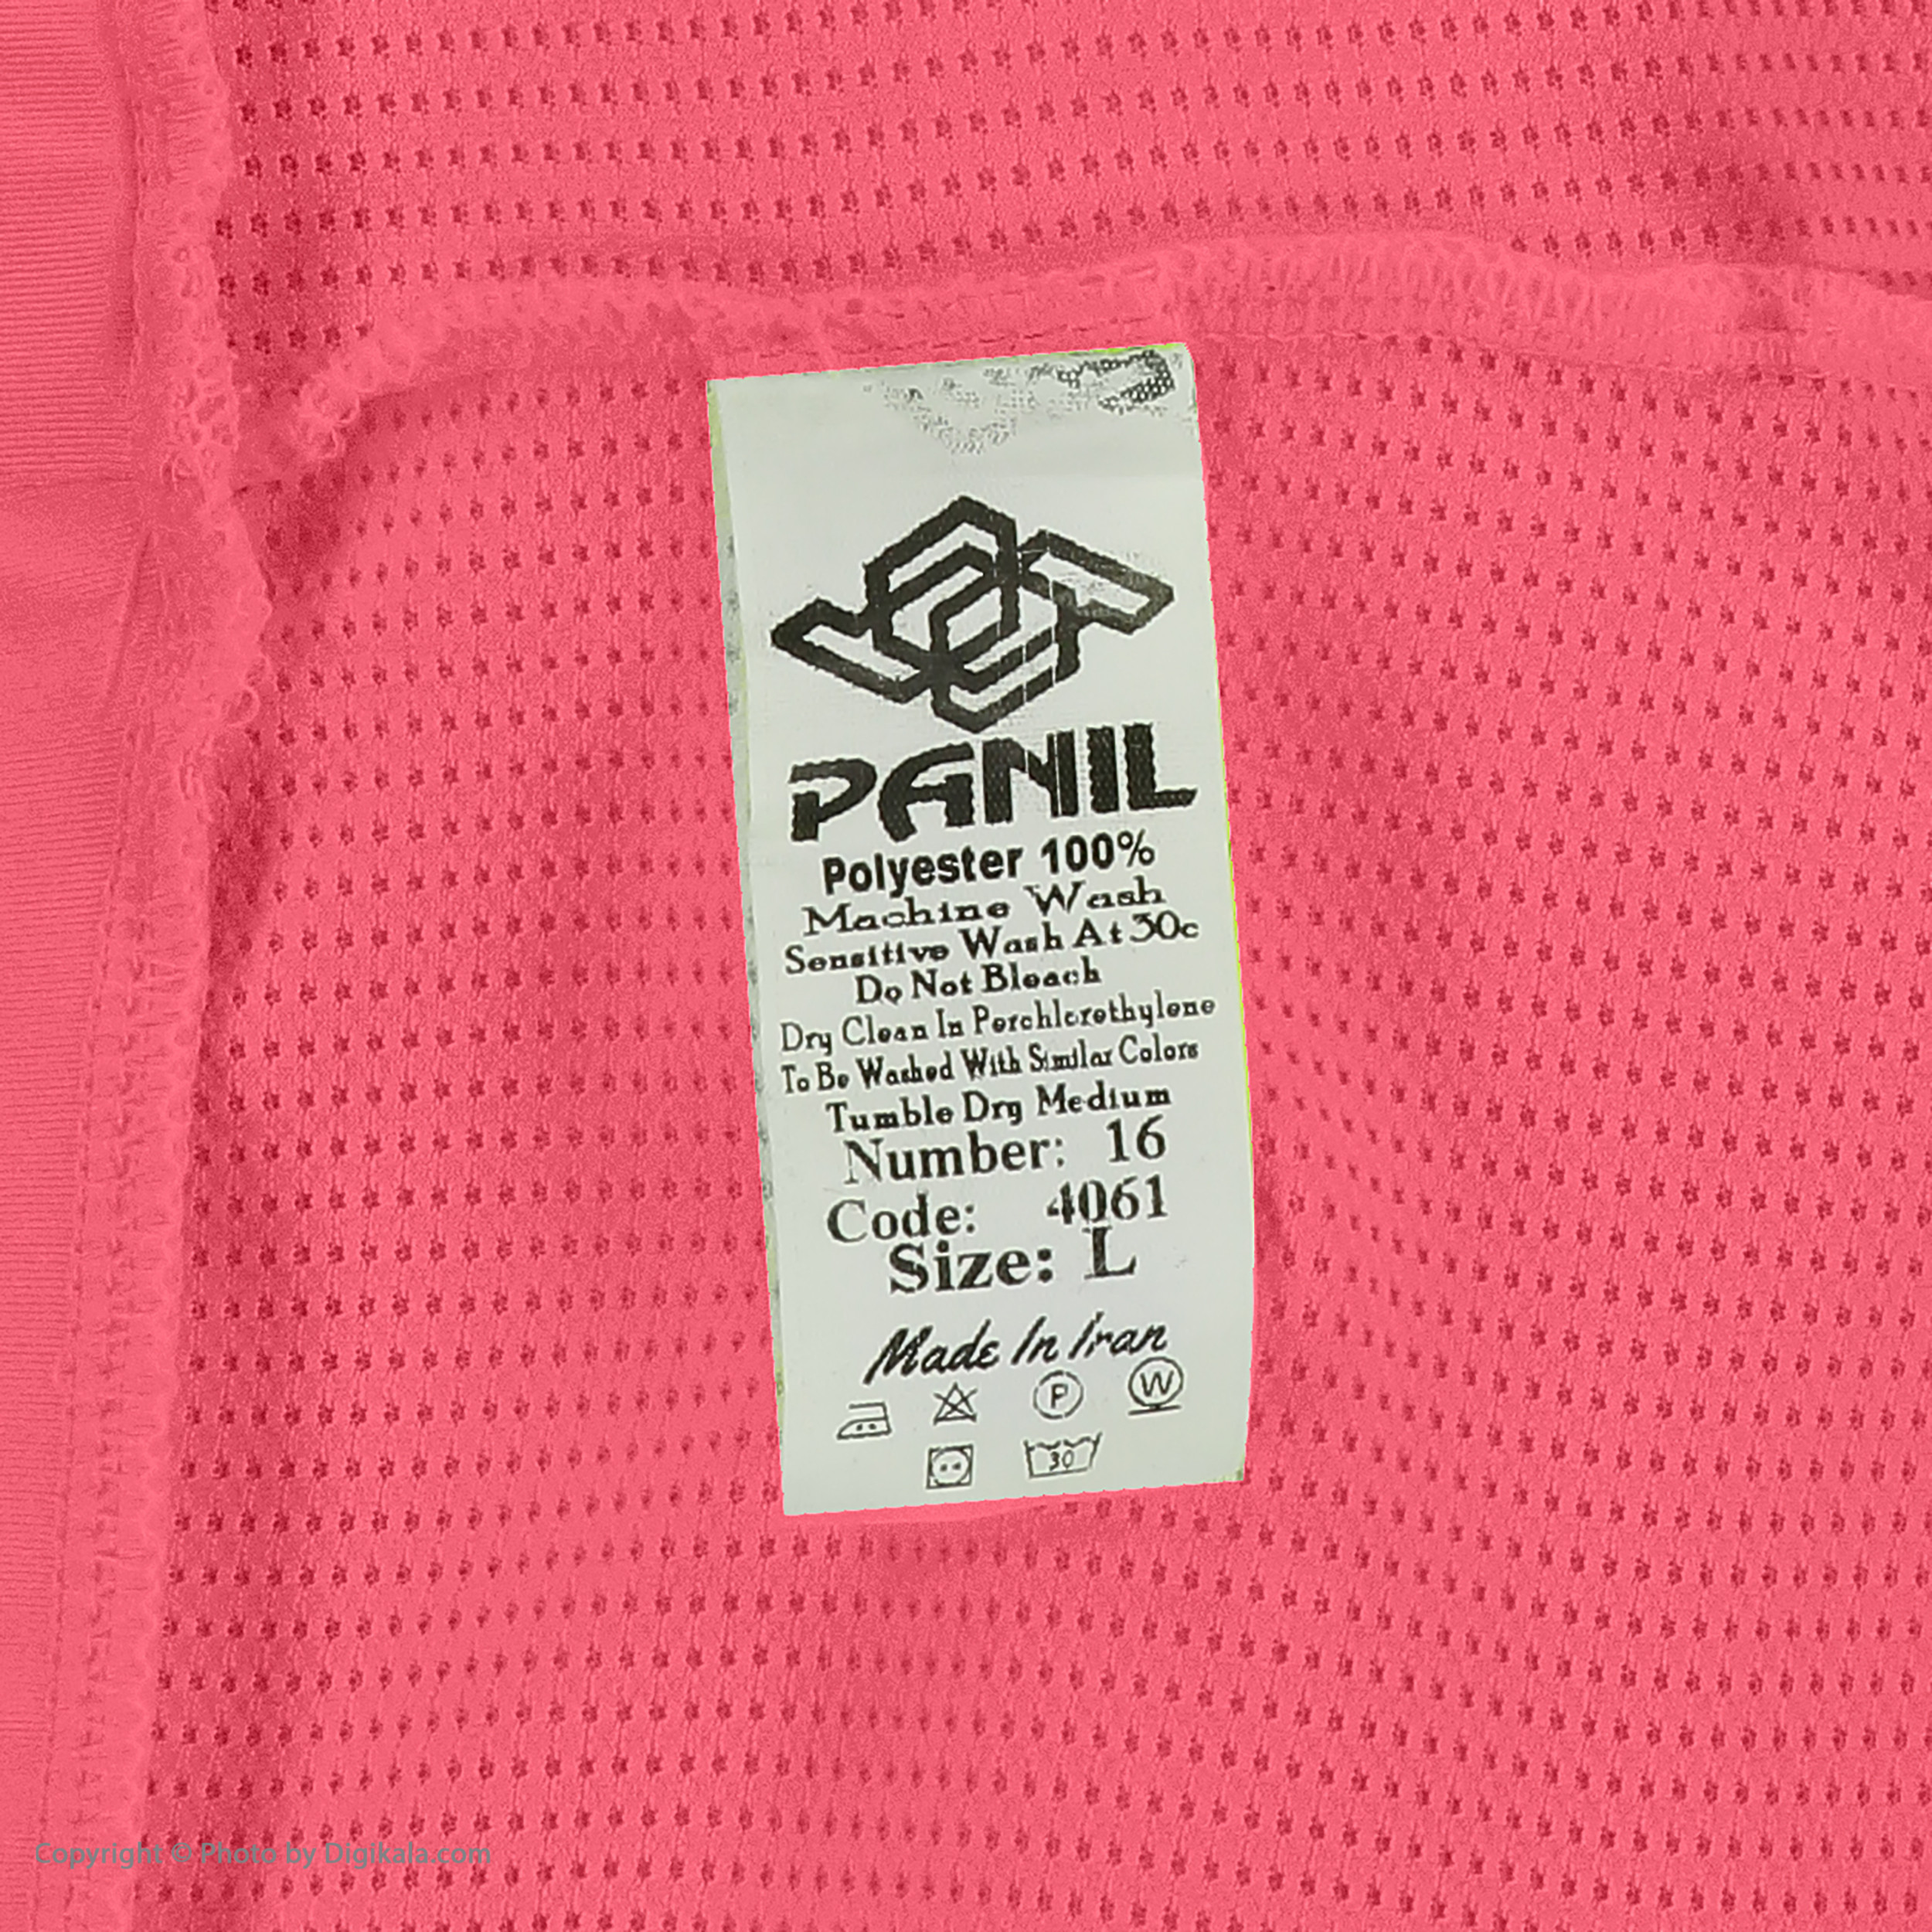 PANIL
Polyester 100%
Machine Wash
Sensitive Wash At 30c
Do Not Bleach
Dry Clean In Perchlorethylene
To Be Washed With Similar Colors
Tumble Dry Medium
Number: 16
Code: 4061
Size: L
Made In Iran
P W
30
Copyright © Photo by Digikala.com